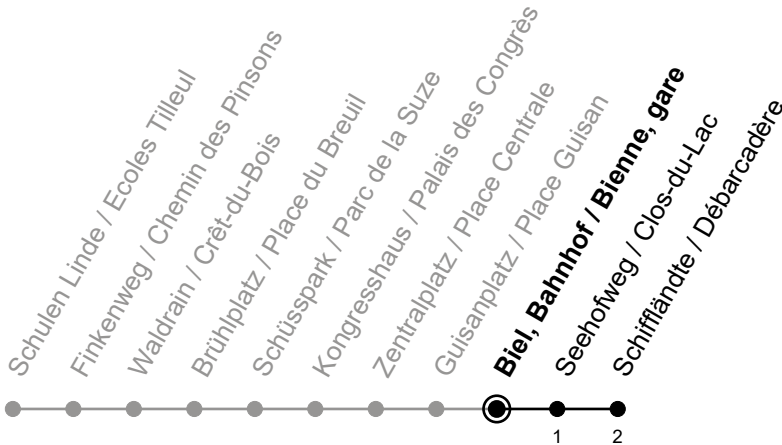 Schulen Linde / Ecoles Tilleul
Finkenweg / Chemin des Pinsons
Waldrain / Crêt-du-Bois
Brühlplatz / Place du Breuil
Schüsspark / Parc de la Suze
Kongresshaus / Palais des Congrès
Zentralplatz / Place Centrale
Guisanplatz / Place Guisan
Biel, Bahnhof / Bienne, gare
Seehofweg / Clos-du-Lac
Schiffländte / Débarcadère
1
2